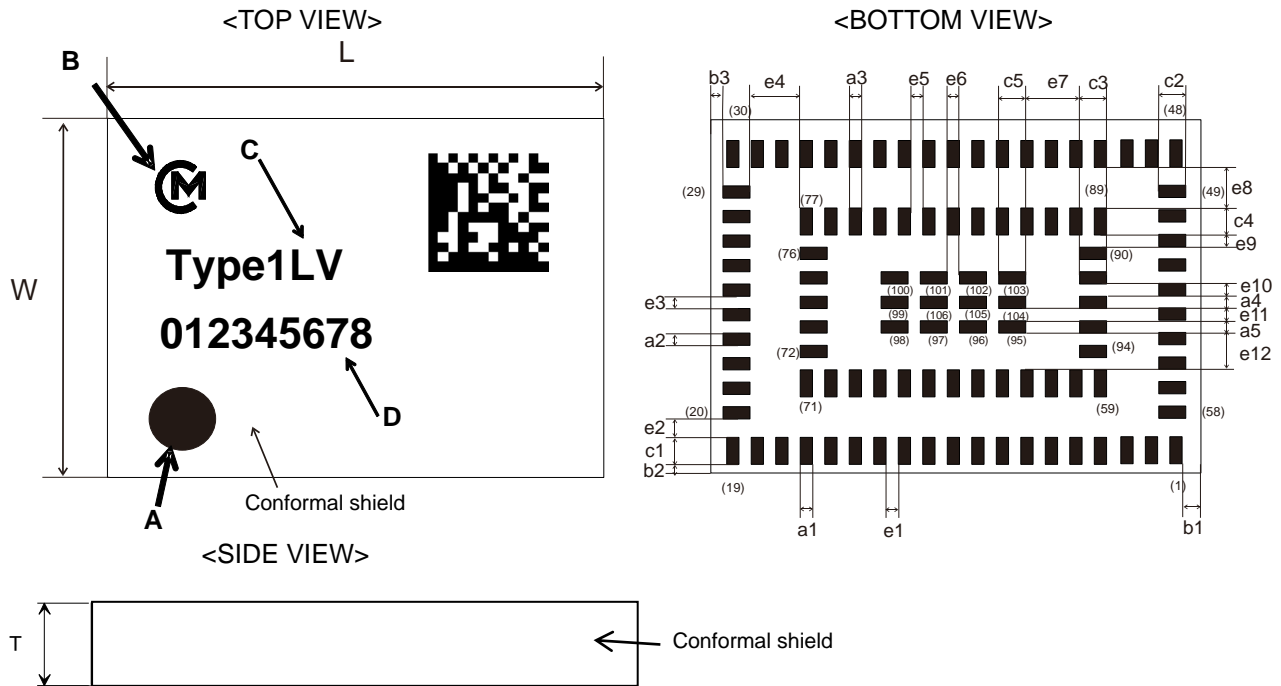 <TOP VIEW>
L
B
C
CM
Type1LV
012345678
W
D
A
Conformal shield
<BOTTOM VIEW>
b3 e4 a3 e5 e6 c5 e7 c3 c2
(30) (48)
(29) (77) (89) (49)
e8
c4
e9
(76) (90)
(100) (101) (102) (103)
e10
a4
e3
(99) (106) (105) (104)
e11
a5
a2
(98) (97) (96) (95)
(72) (94)
e12
(20) (71) (59) (58)
e2
c1
b2
(19) (1)
a1 e1 b1
<SIDE VIEW>
T
Conformal shield